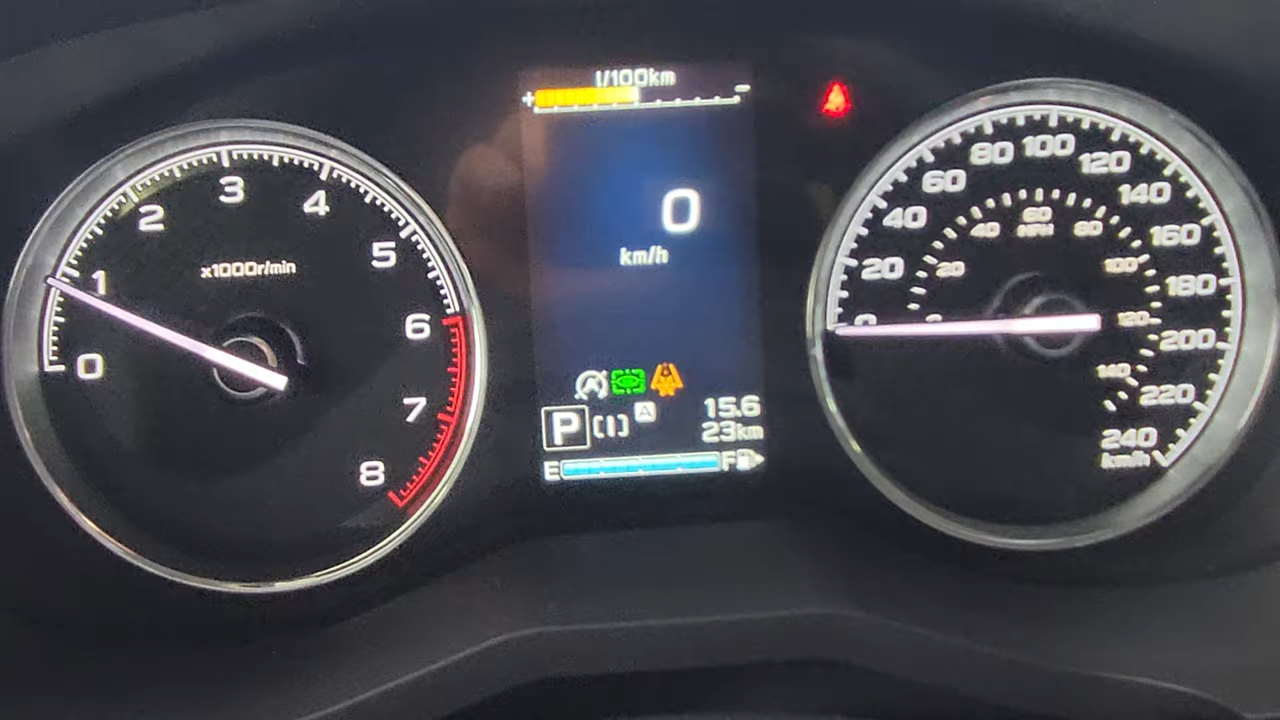 l/100km
+ -
0
km/h
P [I] A
15.6
23km
E F
0 1 2 3 4 5 6 7 8
x1000r/min
0 20 40 60 80 100 120 140 160 180 200 220 240
km/h
20 40 60 80 100 120 140
MPH